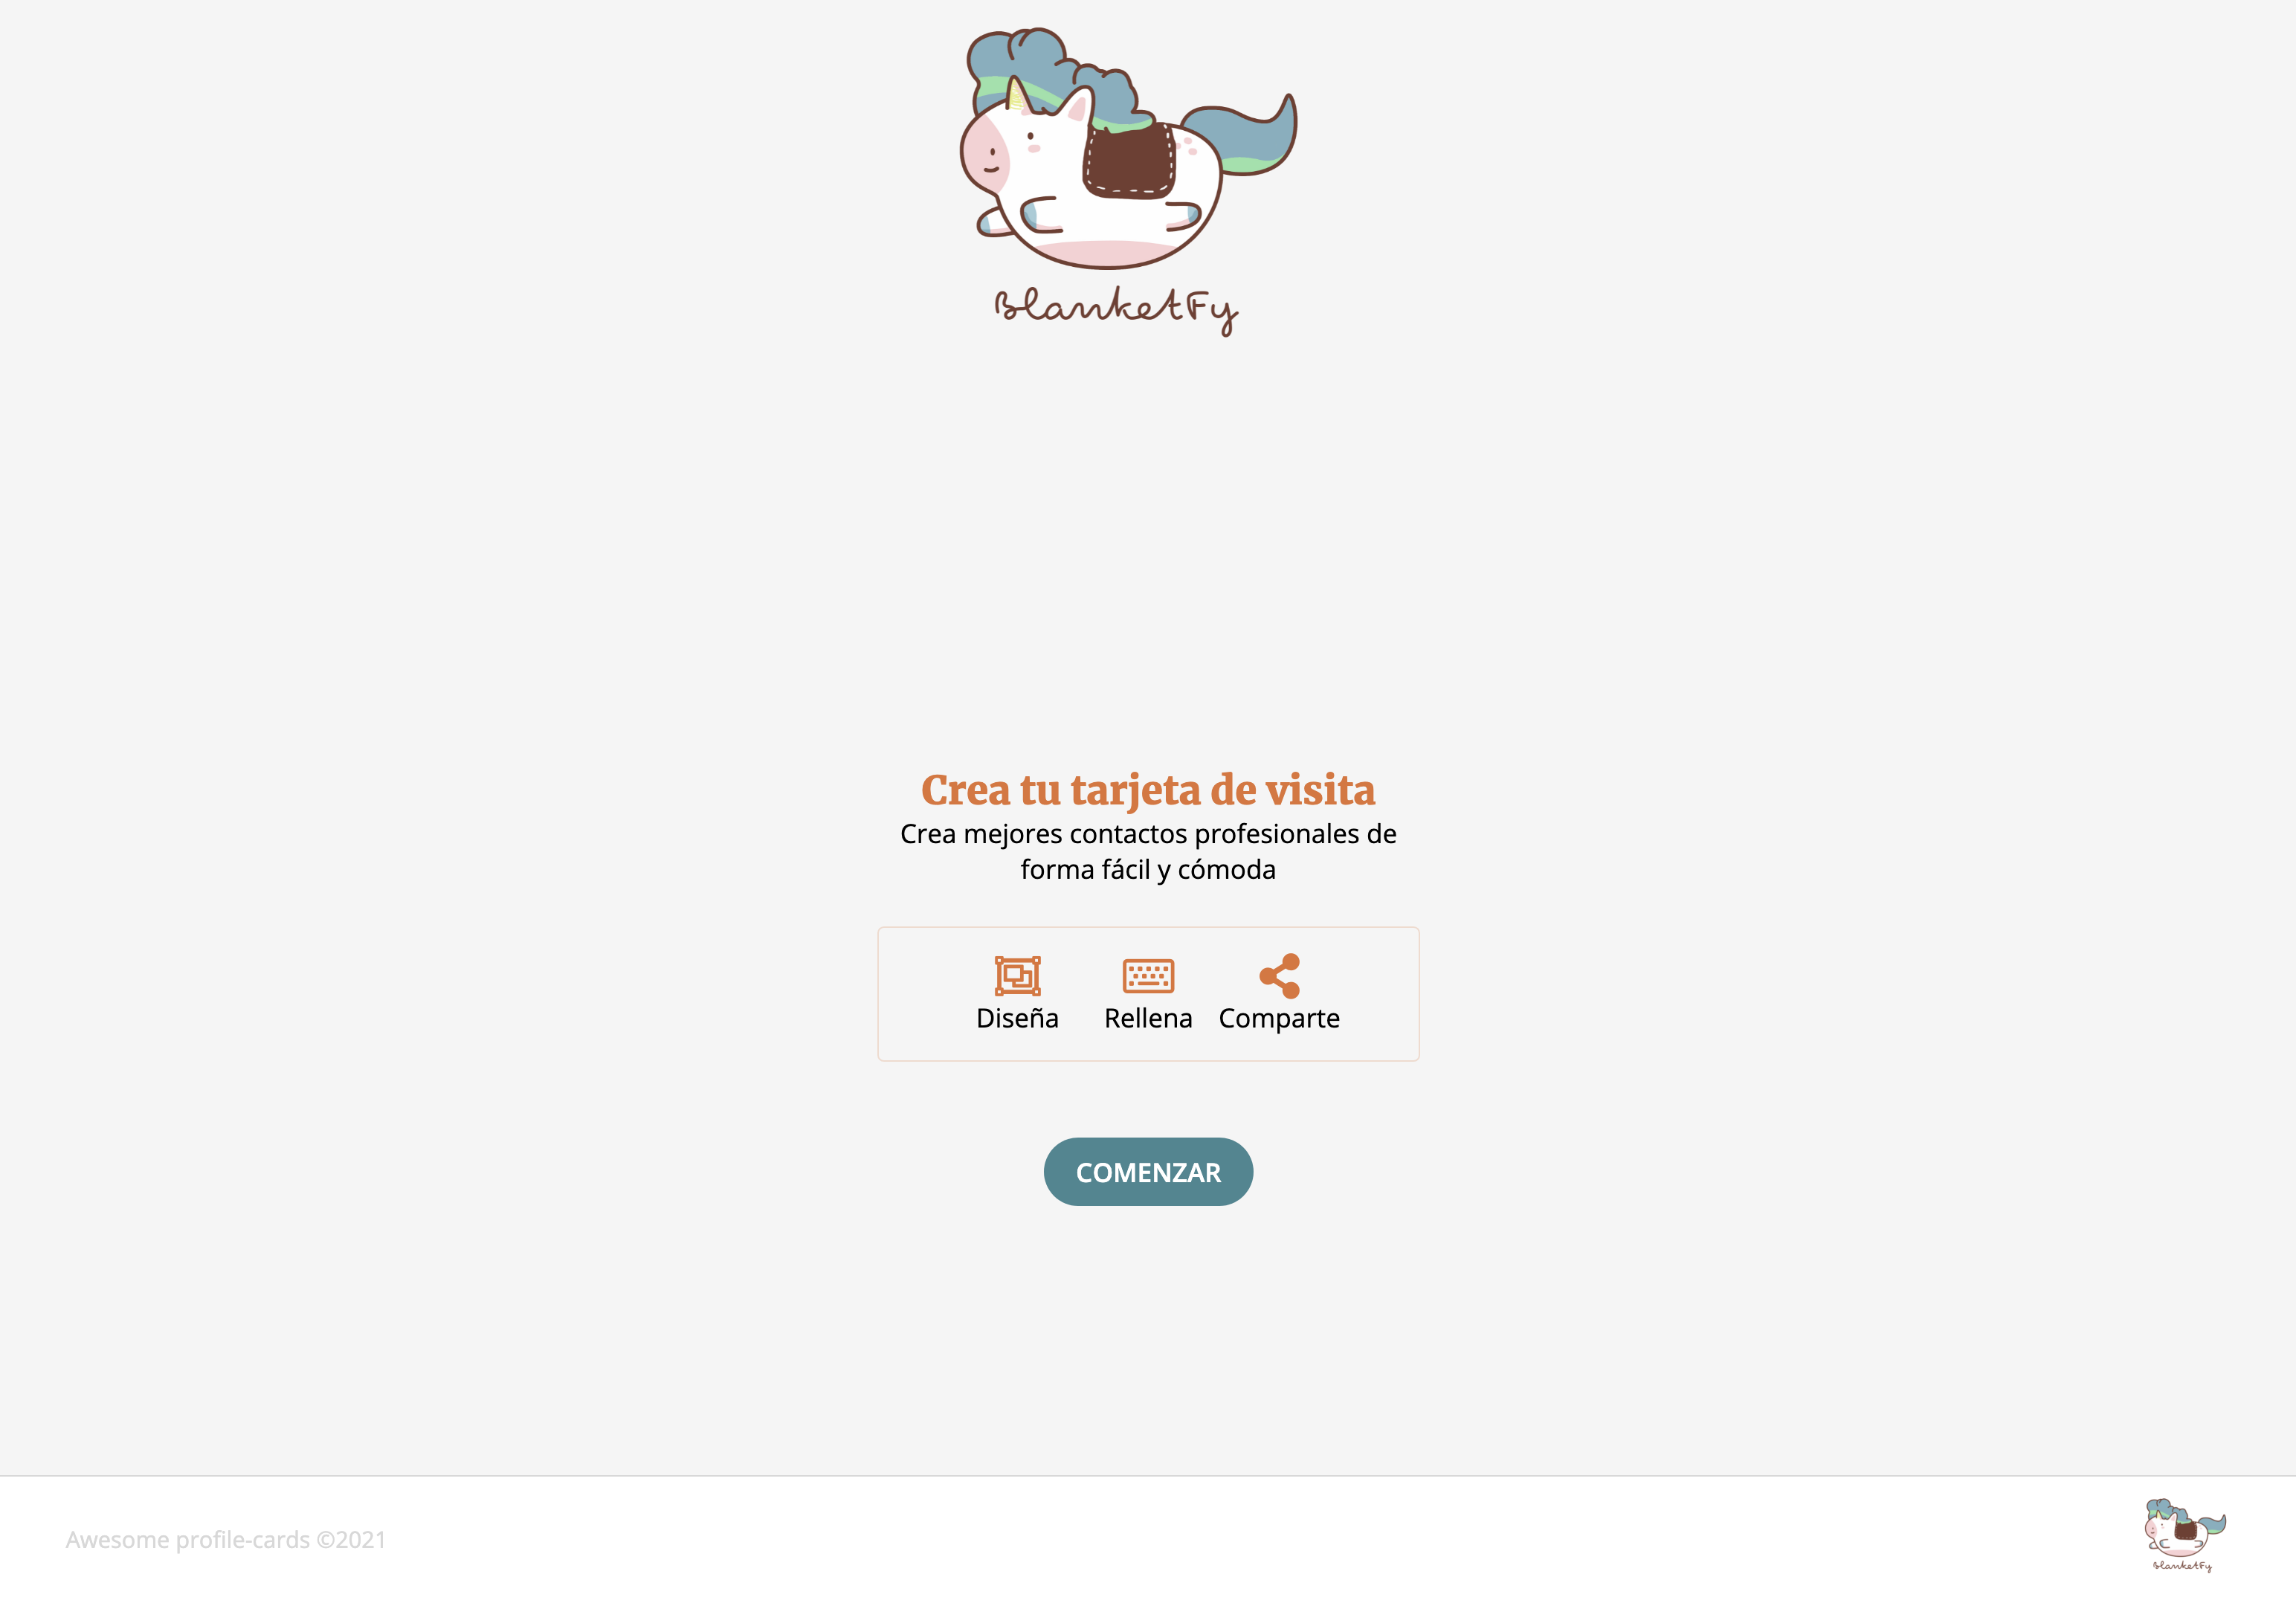 BlanketFy
Crea tu tarjeta de visita
Crea mejores contactos profesionales de
forma fácil y cómoda
Diseña
Rellena
Comparte
COMENZAR
Awesome profile-cards ©2021
BlanketFy